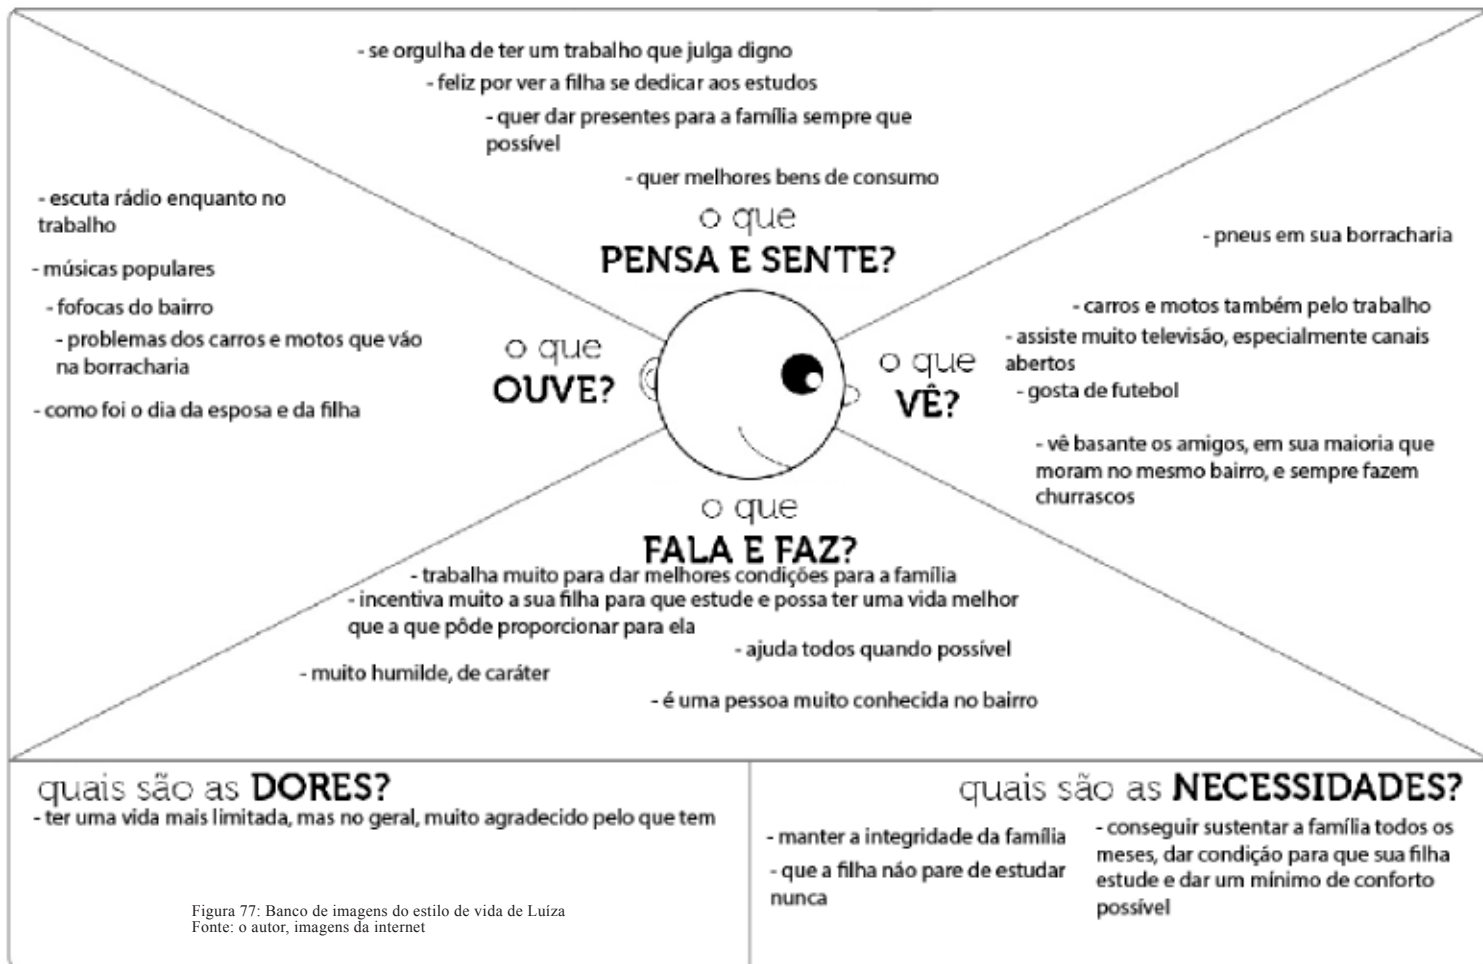 - se orgulha de ter um trabalho que julga digno
- feliz por ver a filha se dedicar aos estudos
- quer dar presentes para a família sempre que
possível
- quer melhores bens de consumo
o que
PENSA E SENTE?
- escuta rádio enquanto no
trabalho
- músicas populares
- fofocas do bairro
- problemas dos carros e motos que vão
na borracharia
- como foi o dia da esposa e da filha
o que
OUVE?
o que
VÊ?
- pneus em sua borracharia
- carros e motos também pelo trabalho
- assiste muito televisão, especialmente canais
abertos
- gosta de futebol
- vê basante os amigos, em sua maioria que
moram no mesmo bairro, e sempre fazem
churrascos
o que
FALA E FAZ?
- trabalha muito para dar melhores condições para a família
- incentiva muito a sua filha para que estude e possa ter uma vida melhor
que a que pôde proporcionar para ela
- ajuda todos quando possível
- muito humilde, de caráter
- é uma pessoa muito conhecida no bairro
quais são as DORES?
- ter uma vida mais limitada, mas no geral, muito agradecido pelo que tem
Figura 77: Banco de imagens do estilo de vida de Luíza
Fonte: o autor, imagens da internet
quais são as NECESSIDADES?
- manter a integridade da família
- que a filha não pare de estudar
nunca
- conseguir sustentar a família todos os
meses, dar condição para que sua filha
estude e dar um mínimo de conforto
possível